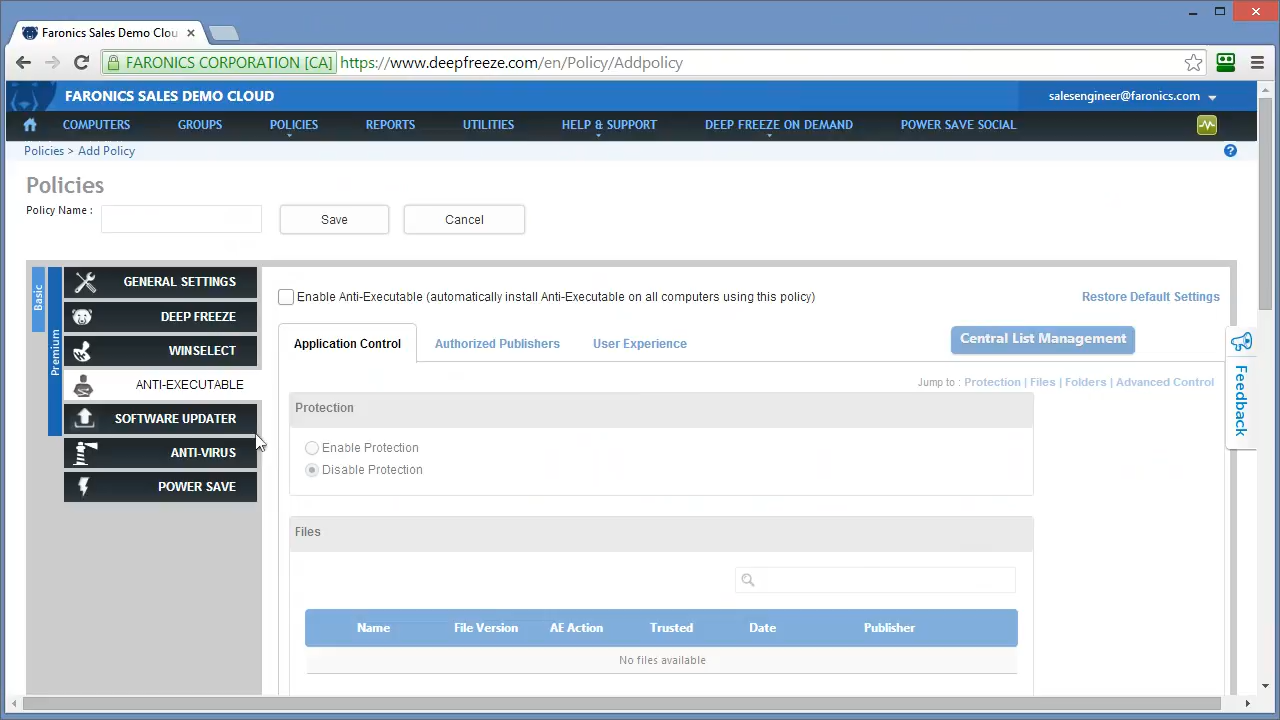 Faronics Sales Demo Clou
FARONICS CORPORATION [CA] https://www.deepfreeze.com/en/Policy/Addpolicy
FARONICS SALES DEMO CLOUD
salesengineer@faronics.com
COMPUTERS GROUPS POLICIES REPORTS UTILITIES HELP & SUPPORT DEEP FREEZE ON DEMAND POWER SAVE SOCIAL
Policies > Add Policy
Policies
Policy Name :
Save Cancel
Basic
Premium
GENERAL SETTINGS
DEEP FREEZE
WINSELECT
ANTI-EXECUTABLE
SOFTWARE UPDATER
ANTI-VIRUS
POWER SAVE
Enable Anti-Executable (automatically install Anti-Executable on all computers using this policy)
Restore Default Settings
Application Control Authorized Publishers User Experience
Central List Management
Jump to : Protection | Files | Folders | Advanced Control
Protection
Enable Protection
Disable Protection
Files
Name File Version AE Action Trusted Date Publisher
No files available
Feedback